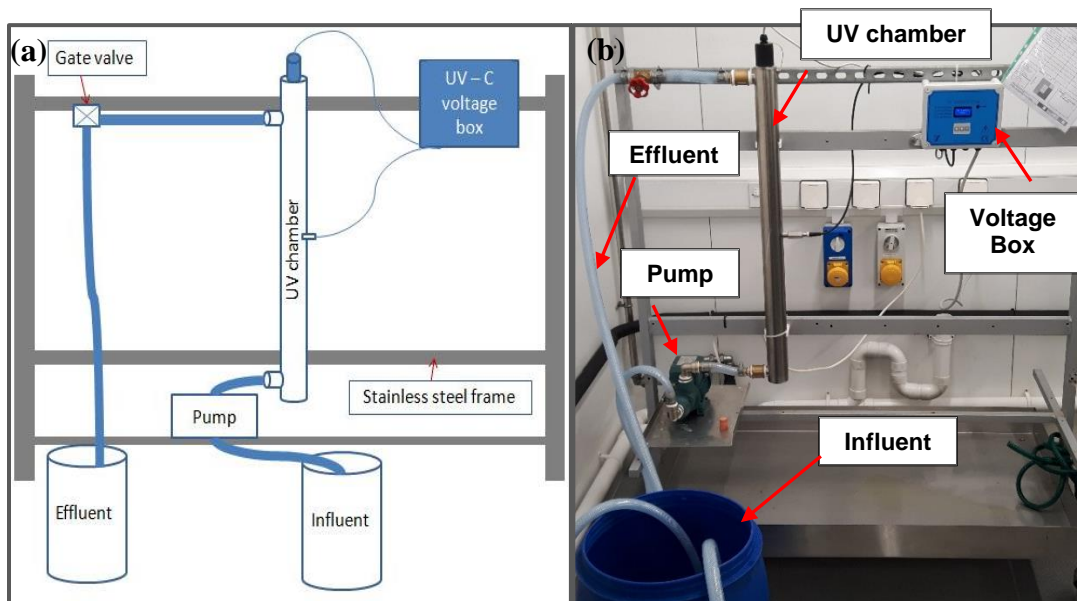 (a)
Gate valve
UV – C
voltage
box
UV chamber
Stainless steel frame
Pump
Effluent
Influent
(b)
UV chamber
Effluent
Voltage
Box
Pump
Influent